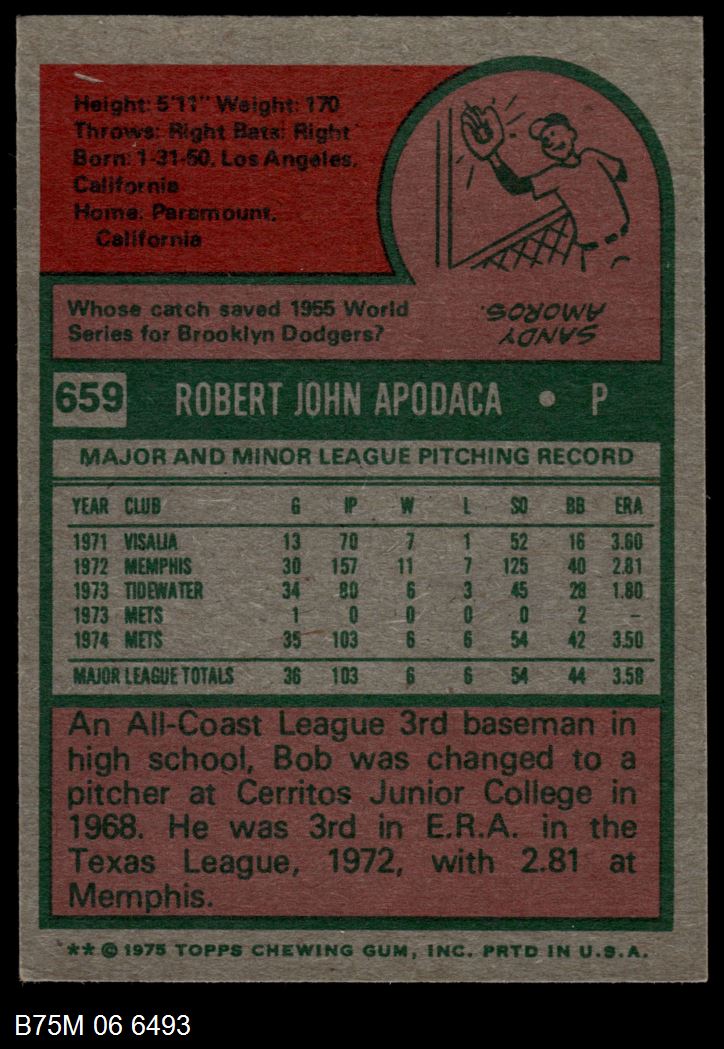 Height: 5'11" Weight: 170
Throws: Right Bats: Right
Born: 1-31-50, Los Angeles,
California
Home: Paramount,
California
Whose catch saved 1955 World
Series for Brooklyn Dodgers?
SANDY
AMOROS.
659 ROBERT JOHN APODACA • P
MAJOR AND MINOR LEAGUE PITCHING RECORD
YEAR CLUB G IP W L SO BB ERA
1971 VISALIA 13 70 7 1 52 16 3.60
1972 MEMPHIS 30 157 11 7 125 40 2.81
1973 TIDEWATER 34 80 6 3 45 28 1.80
1973 METS 1 0 0 0 0 2 –
1974 METS 35 103 6 6 54 42 3.50
MAJOR LEAGUE TOTALS 36 103 6 6 54 44 3.58
An All-Coast League 3rd baseman in
high school, Bob was changed to a
pitcher at Cerritos Junior College in
1968. He was 3rd in E.R.A. in the
Texas League, 1972, with 2.81 at
Memphis.
** © 1975 TOPPS CHEWING GUM, INC. PRTD IN U.S.A.
B75M 06 6493